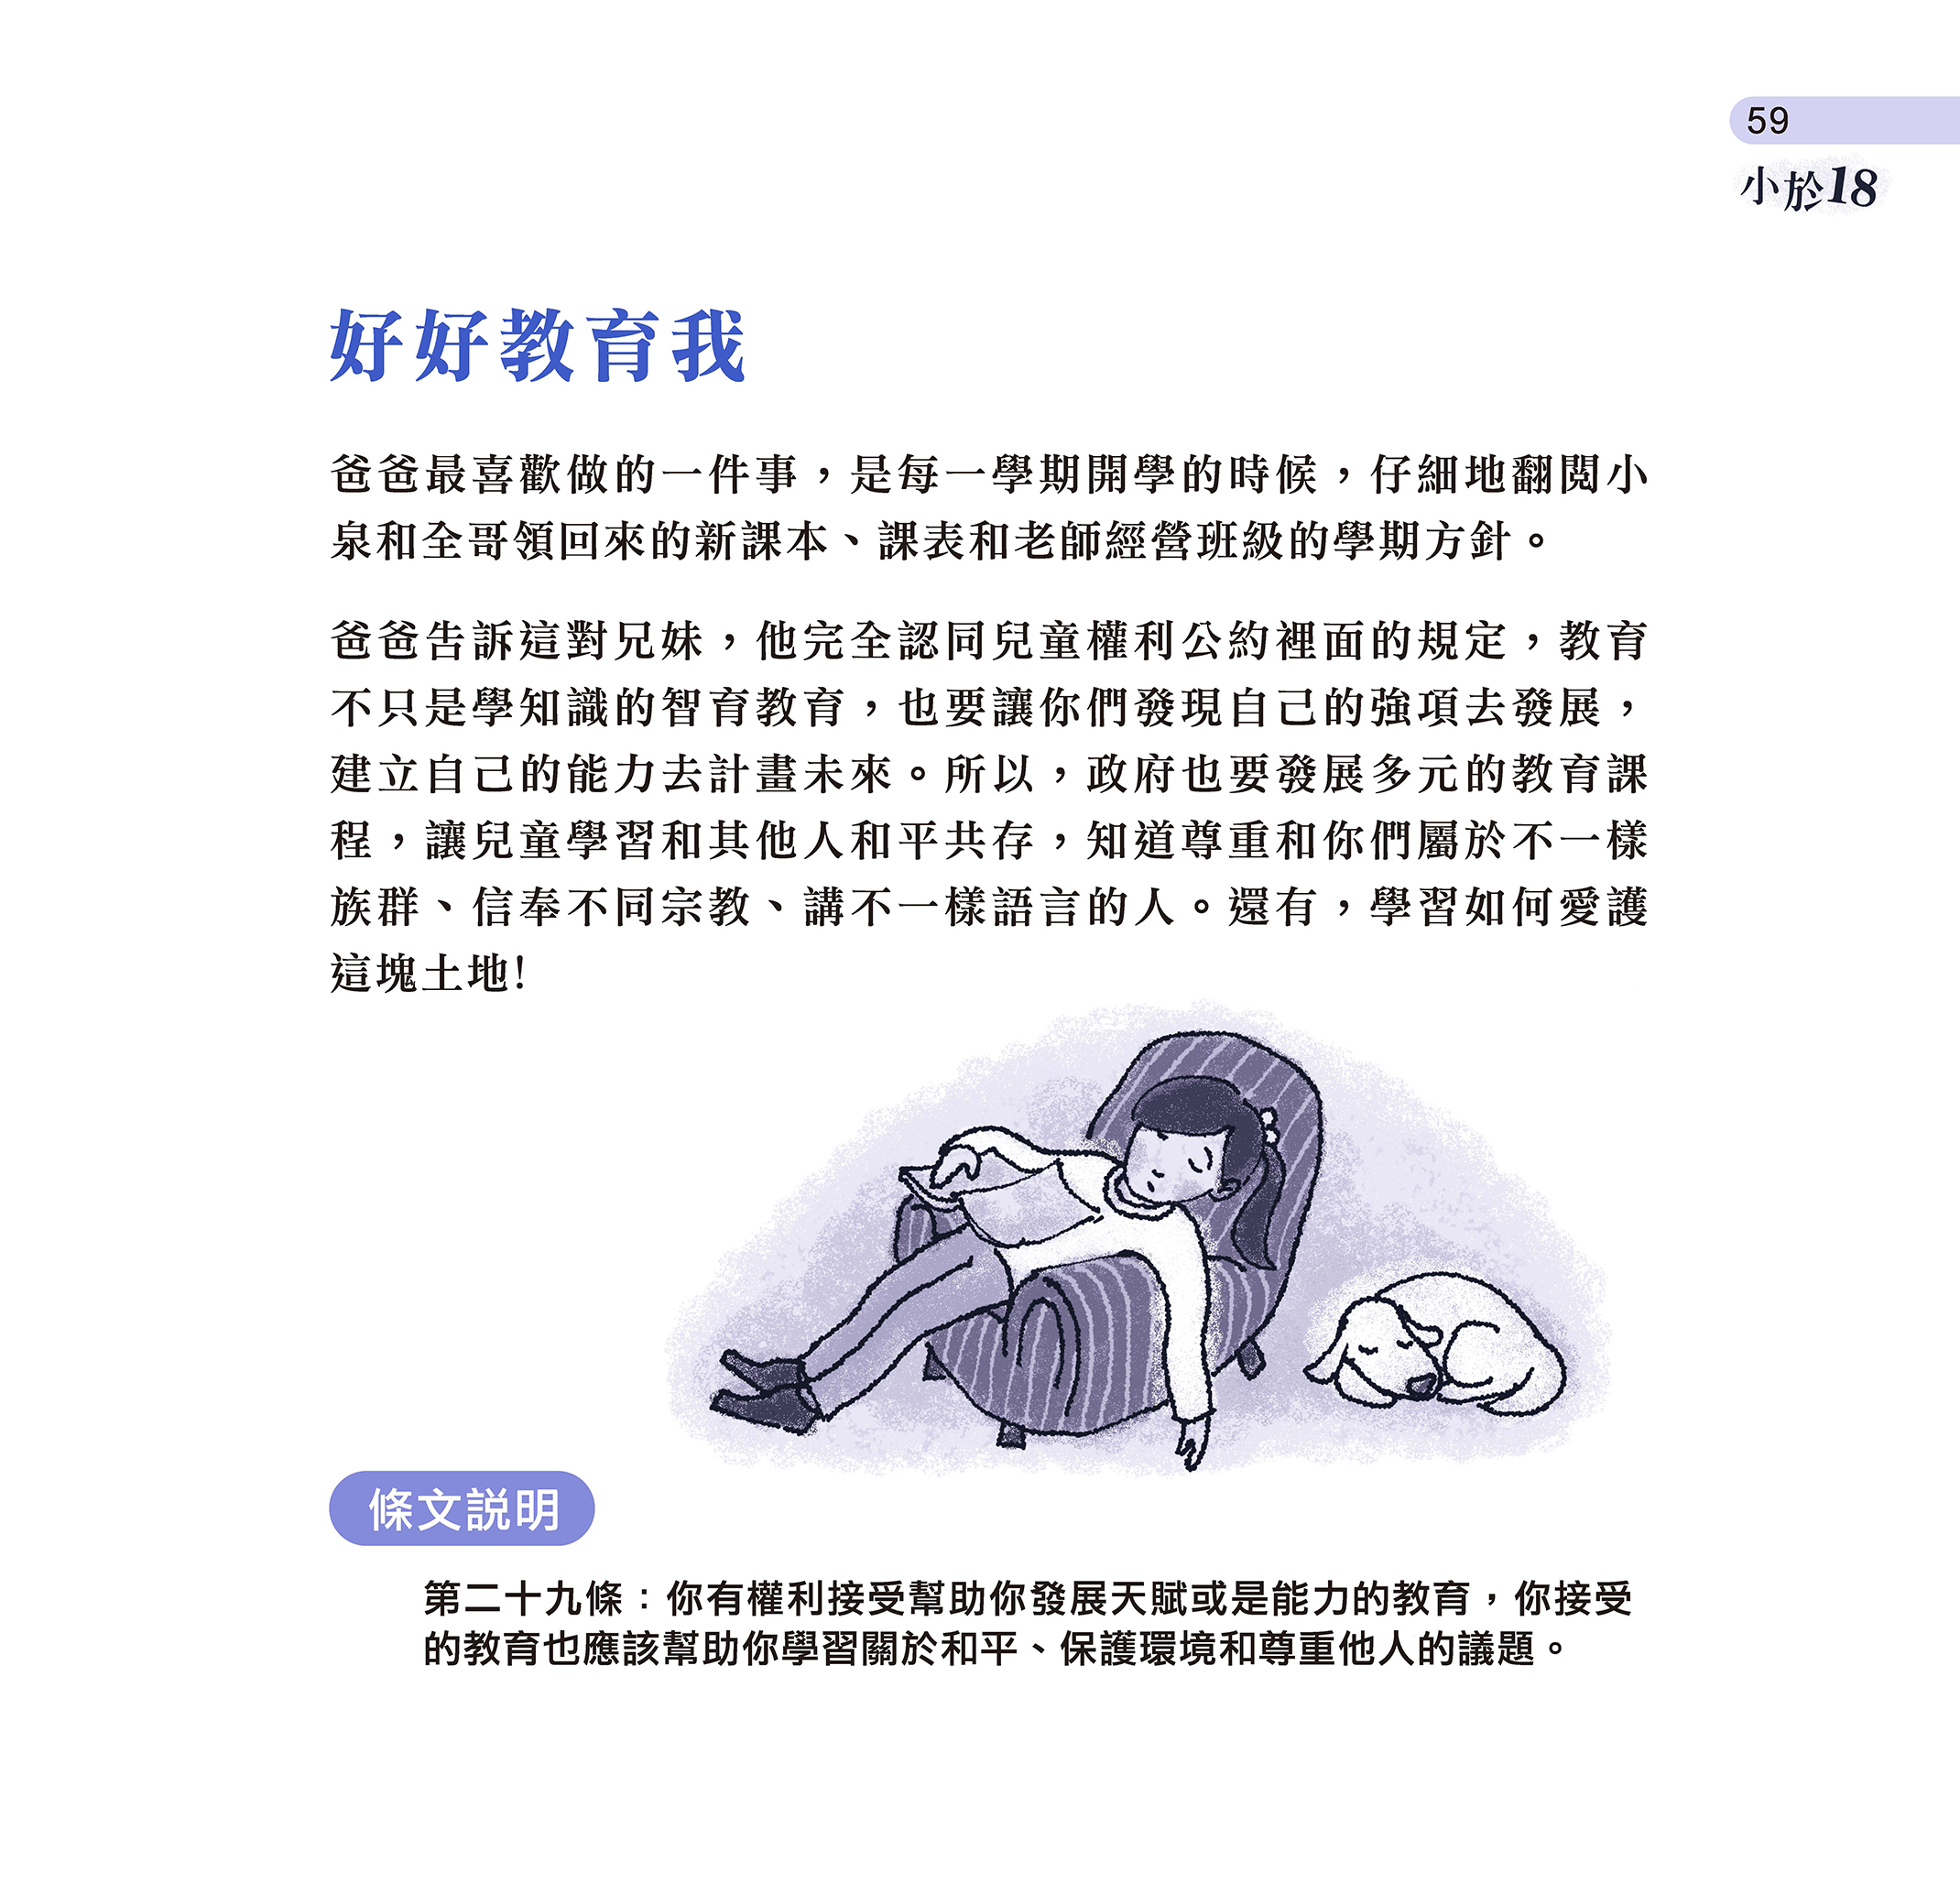 59
小於18
好好教育我
爸爸最喜歡做的一件事，是每一學期開學的時候，仔細地翻閱小
泉和全哥領回來的新課本、課表和老師經營班級的學期方針。
爸爸告訴這對兄妹，他完全認同兒童權利公約裡面的規定，教育
不只是學知識的智育教育，也要讓你們發現自己的強項去發展，
建立自己的能力去計畫未來。所以，政府也要發展多元的教育課
程，讓兒童學習和其他人和平共存，知道尊重和你們屬於不一樣
族群、信奉不同宗教、講不一樣語言的人。還有，學習如何愛護
這塊土地！
條文説明
第二十九條：你有權利接受幫助你發展天賦或是能力的教育，你接受
的教育也應該幫助你學習關於和平、保護環境和尊重他人的議題。